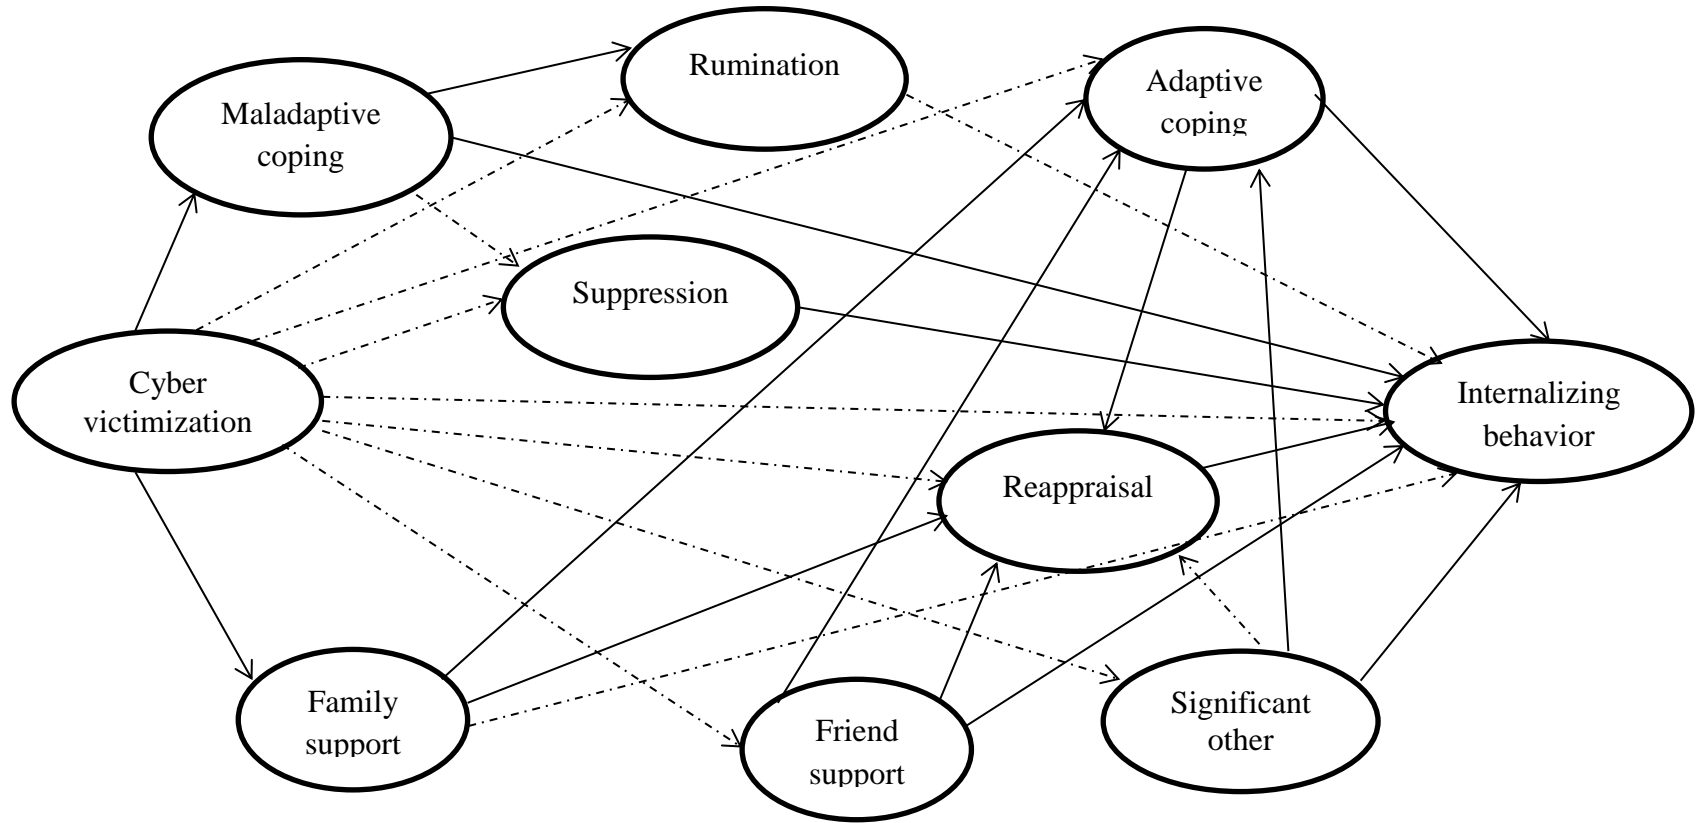 Rumination
Adaptive
coping
Maladaptive
coping
Suppression
Cyber
victimization
Internalizing
behavior
Reappraisal
Family
support
Friend
support
Significant
other